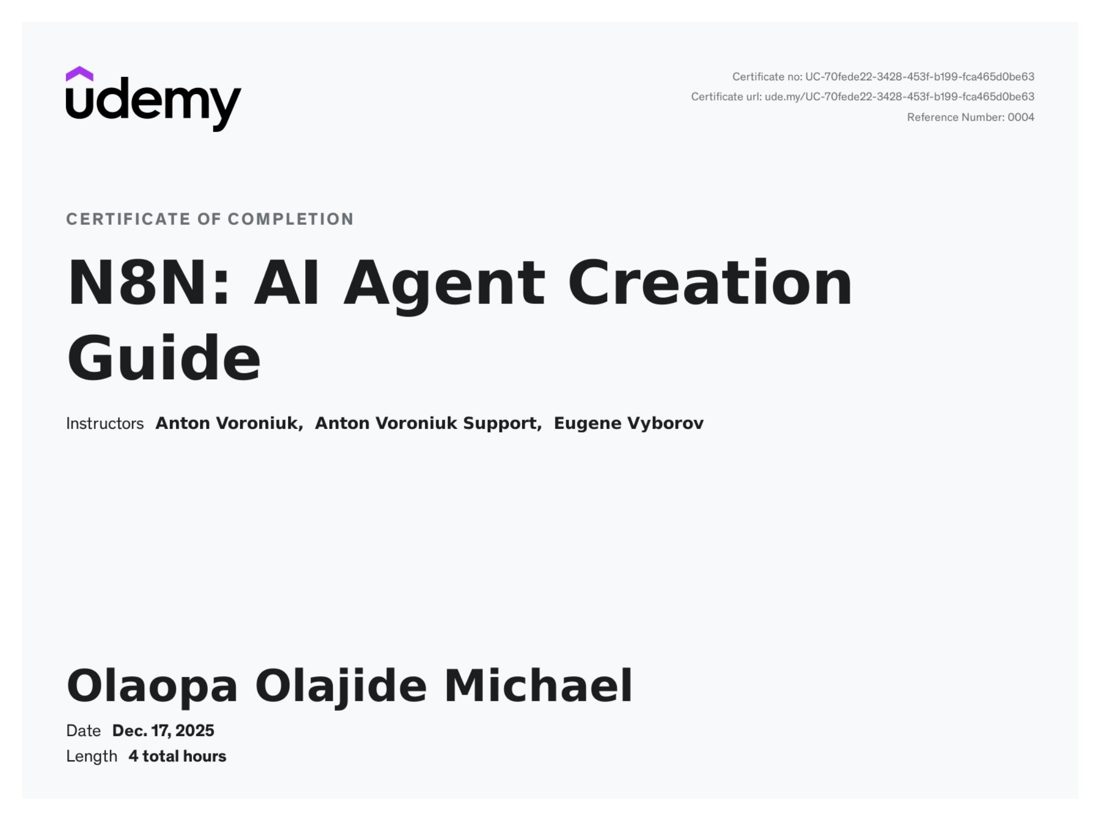 udemy
Certificate no: UC-70fede22-3428-453f-b199-fca465d0be63
Certificate url: ude.my/UC-70fede22-3428-453f-b199-fca465d0be63
Reference Number: 0004
CERTIFICATE OF COMPLETION
N8N: AI Agent Creation
Guide
Instructors Anton Voroniuk, Anton Voroniuk Support, Eugene Vyborov
Olaopa Olajide Michael
Date Dec. 17, 2025
Length 4 total hours